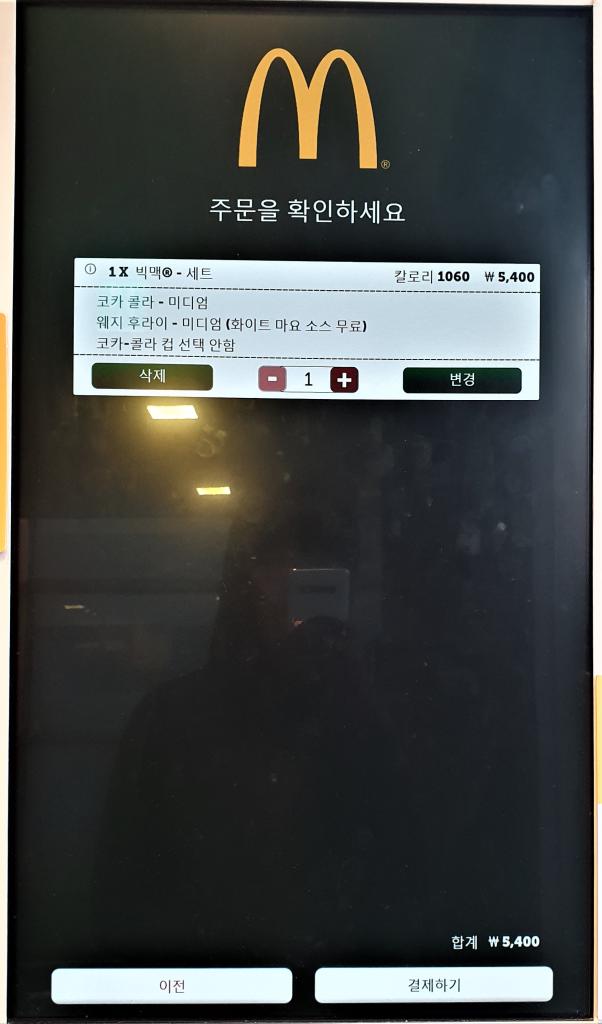 주문을 확인하세요
ⓘ 1 X 빅맥® - 세트 칼로리 1060 ₩ 5,400
코카 콜라 - 미디엄
웨지 후라이 - 미디엄 (화이트 마요 소스 무료)
코카-콜라 컵 선택 안함
삭제 - 1 + 변경
합계 ₩ 5,400
이전 결제하기